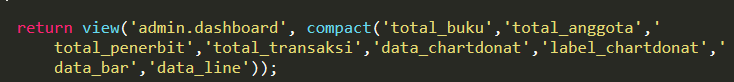 return view('admin.dashboard', compact('total_buku','total_anggota','
total_penerbit','total_transaksi','data_chartdonat','label_chartdonat','
data_bar','data_line'));